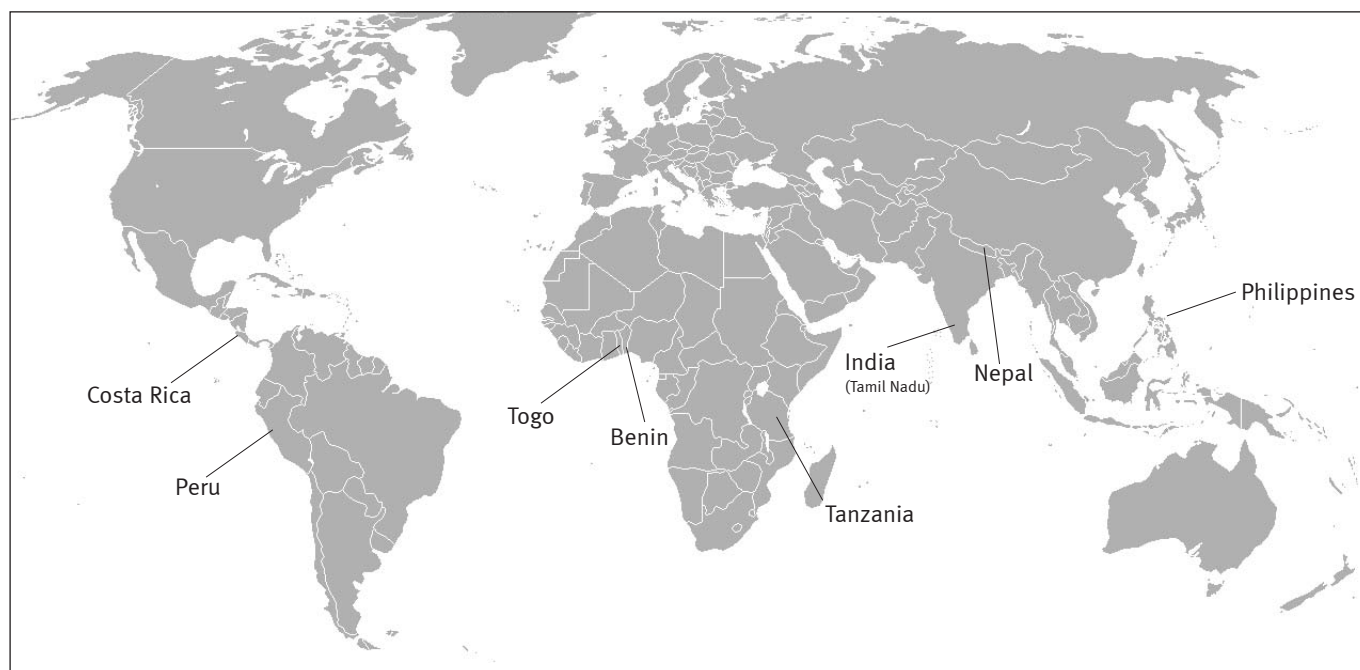 Philippines
India
(Tamil Nadu)
Nepal
Costa Rica
Togo
Benin
Peru
Tanzania